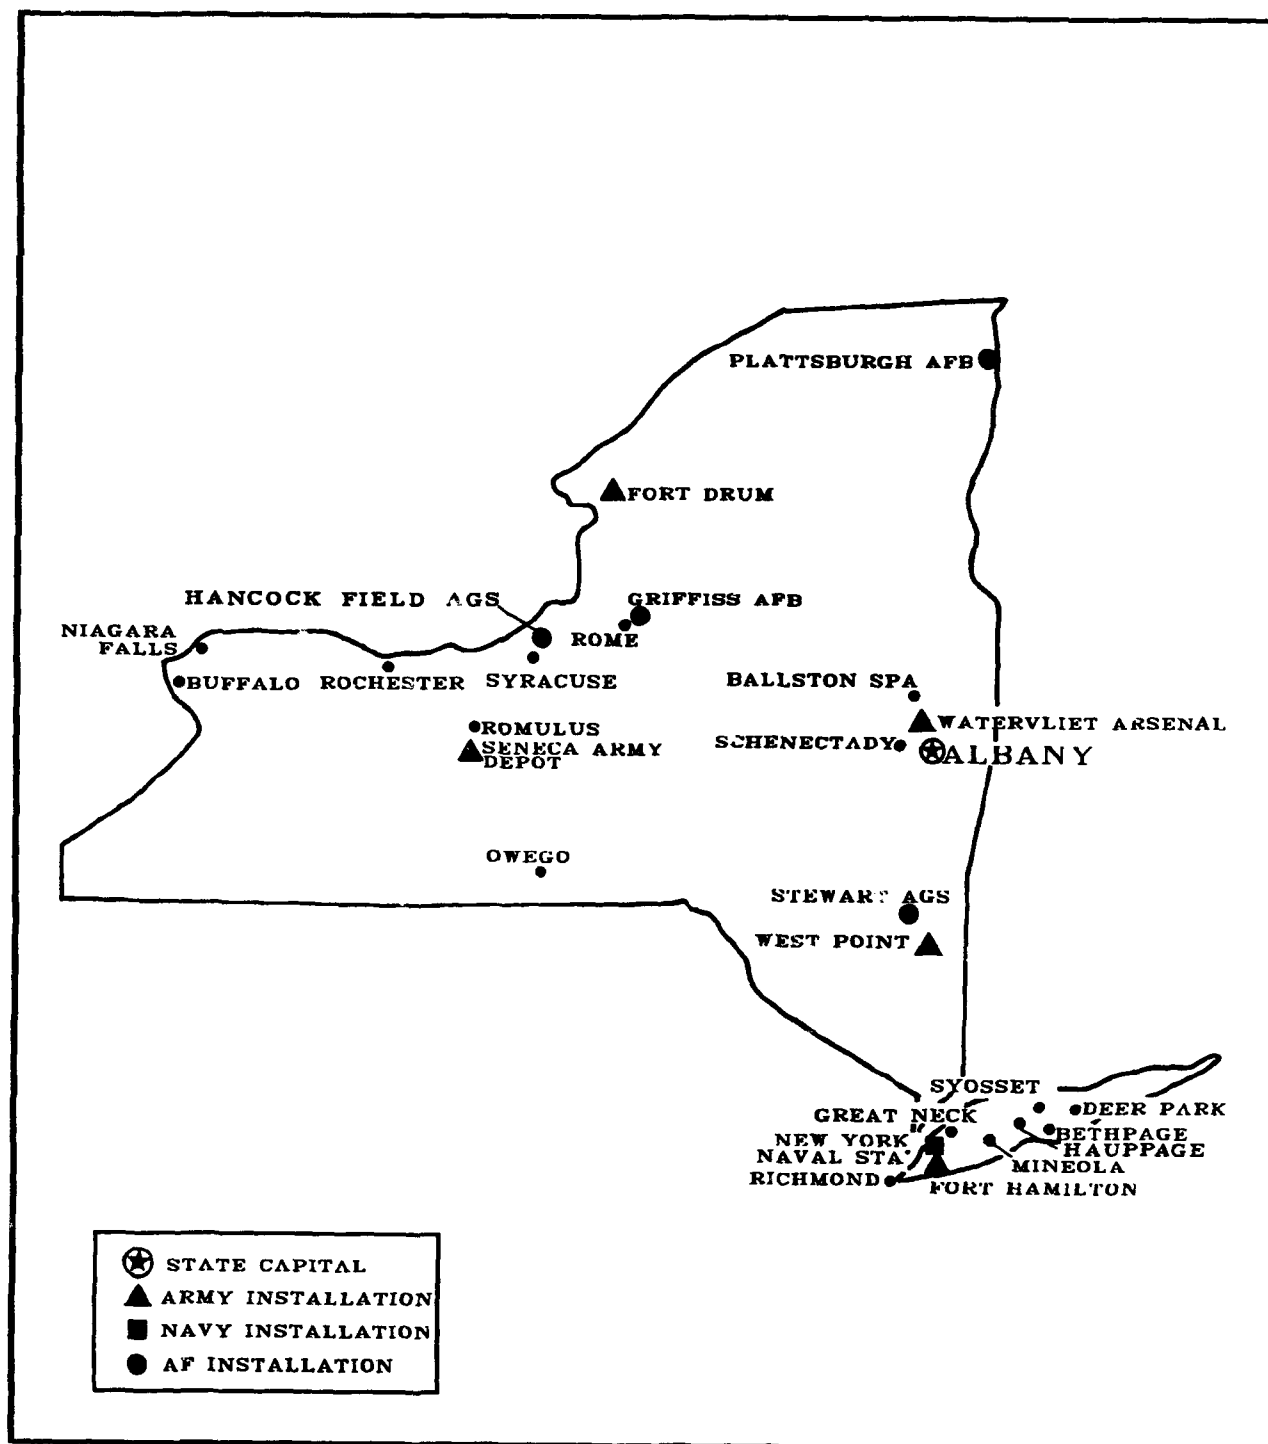 PLATTSBURGH AFB
FORT DRUM
HANCOCK FIELD AGS
GRIFFISS AFB
NIAGARA
FALLS
ROME
BUFFALO
ROCHESTER
SYRACUSE
BALLSTON SPA
ROMULUS
WATERVLIET ARSENAL
SENECA ARMY
DEPOT
SCHENECTADY
ALBANY
OWEGO
STEWART AGS
WEST POINT
SYOSSET
GREAT NECK
DEER PARK
NEW YORK
NAVAL STA.
BETHPAGE
HAUPPAGE
MINEOLA
RICHMOND
FORT HAMILTON
STATE CAPITAL
ARMY INSTALLATION
NAVY INSTALLATION
AF INSTALLATION